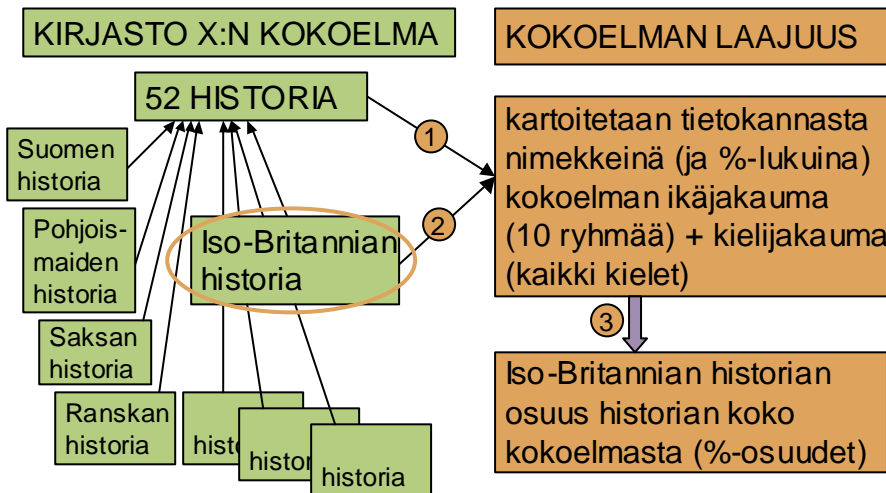 KIRJASTO X:N KOKOELMA
KOKOELMAN LAAJUUS
52 HISTORIA
1
Suomen
historia
Pohjois-
maiden
historia
Saksan
historia
Ranskan
historia
Iso-Britannian
historia
2
historia
kartoitetaan tietokannasta
nimekkeinä (ja %-lukuina)
kokoelman ikäjakauma
(10 ryhmää) + kielijakauma
(kaikki kielet)
3
Iso-Britannian historian
osuus historian koko
kokoelmasta (%-osuudet)